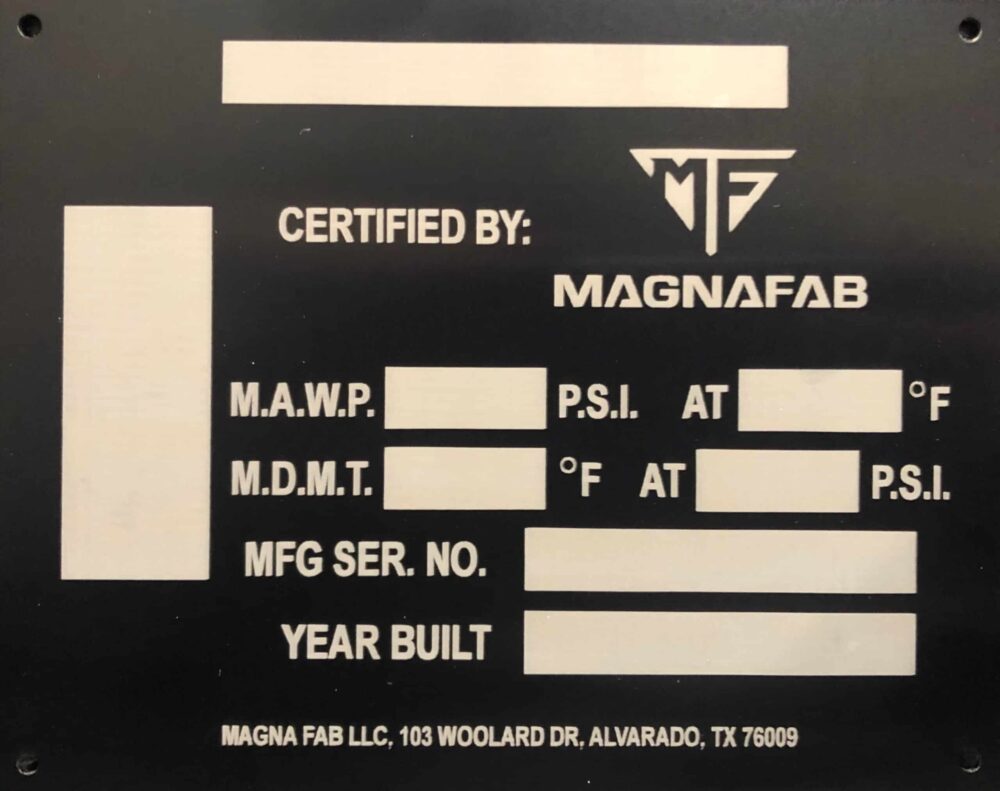 MTF
CERTIFIED BY:
MAGNAFAB
M.A.W.P. P.S.I. AT °F
M.D.M.T. °F AT P.S.I.
MFG SER. NO.
YEAR BUILT
MAGNA FAB LLC, 103 WOOLARD DR, ALVARADO, TX 76009